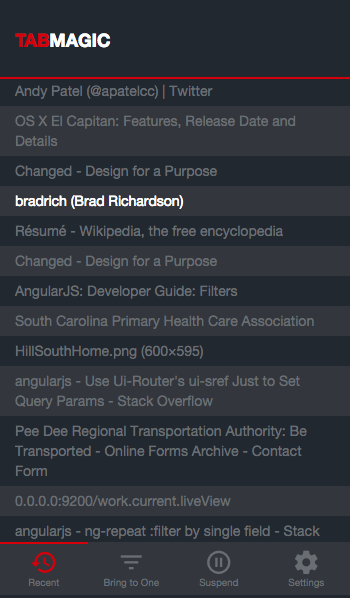 TABMAGIC
Andy Patel (@apatelcc) | Twitter
OS X El Capitan: Features, Release Date and
Details
Changed - Design for a Purpose
bradrich (Brad Richardson)
Résumé - Wikipedia, the free encyclopedia
Changed - Design for a Purpose
AngularJS: Developer Guide: Filters
South Carolina Primary Health Care Association
HillSouthHome.png (600×595)
angularjs - Use Ui-Router's ui-sref Just to Set
Query Params - Stack Overflow
Pee Dee Regional Transportation Authority: Be
Transported - Online Forms Archive - Contact
Form
0.0.0.0:9200/work.current.liveView
angularjs - ng-repeat :filter by single field - Stack
Recent Bring to One Suspend Settings